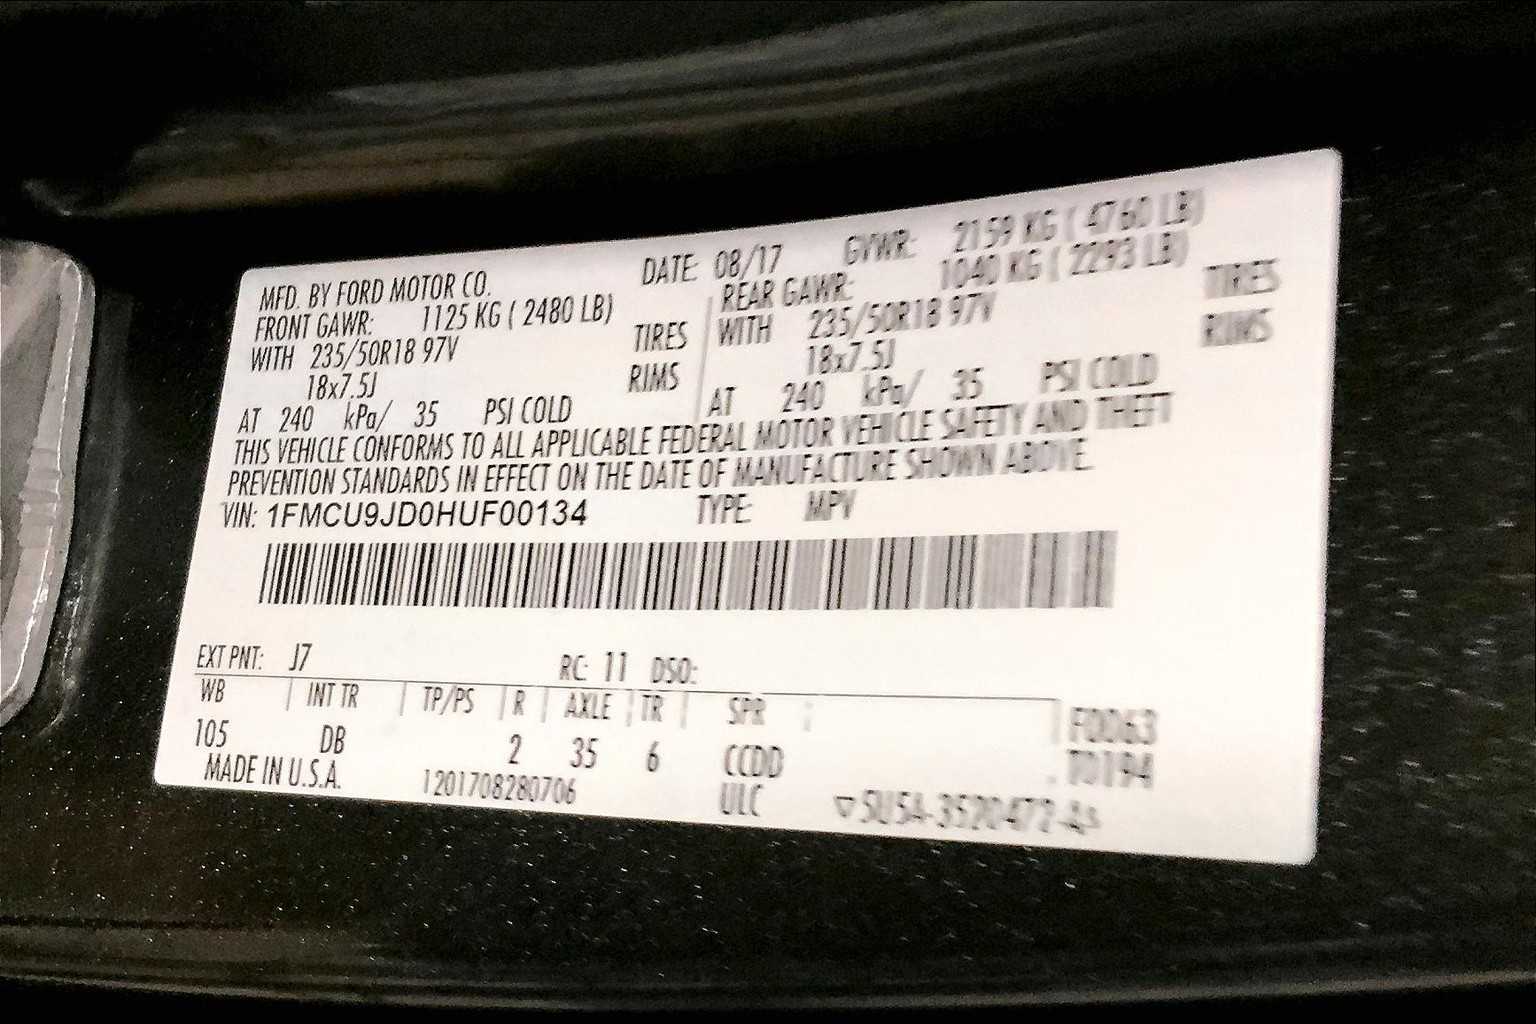 MFD. BY FORD MOTOR CO. DATE: 08/17 GVWR: 2159 KG ( 4760 LB)
FRONT GAWR: 1125 KG ( 2480 LB) REAR GAWR: 1040 KG ( 2293 LB)
WITH 235/50R18 97V TIRES WITH 235/50R18 97V TIRES
18x7.5J RIMS 18x7.5J RIMS
AT 240 kPa/ 35 PSI COLD AT 240 kPa/ 35 PSI COLD
THIS VEHICLE CONFORMS TO ALL APPLICABLE FEDERAL MOTOR VEHICLE SAFETY AND THEFT
PREVENTION STANDARDS IN EFFECT ON THE DATE OF MANUFACTURE SHOWN ABOVE.
VIN: 1FMCU9JD0HUF00134 TYPE: MPV
EXT PNT: J7 RC: 11 DSO:
WB INT TR TP/PS R AXLE TR SPR F0063
105 DB 2 35 6 CCDD T0194
MADE IN U.S.A. 1201708280706 ULC ▽5U5A-3520472-AA